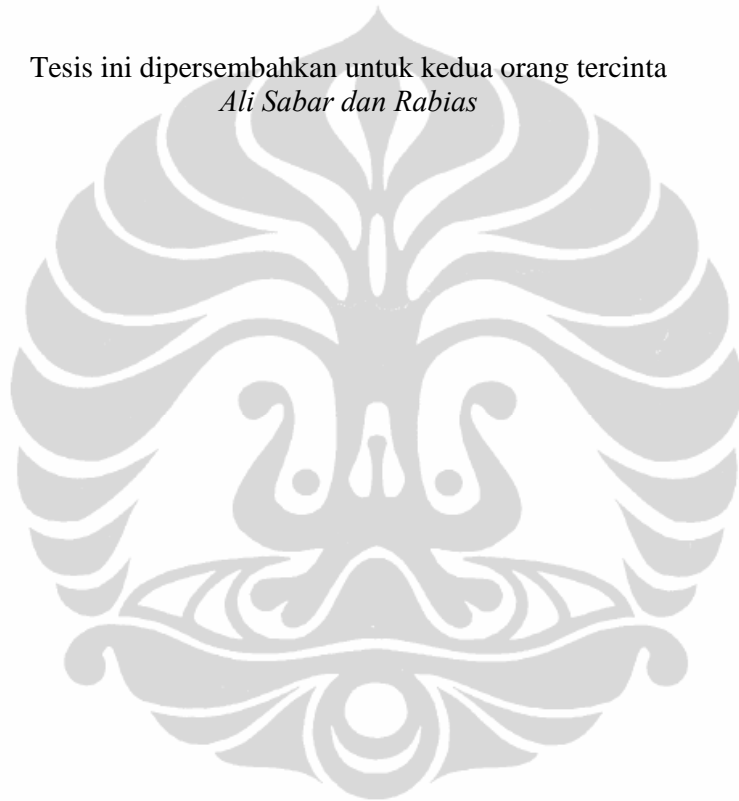 Tesis ini dipersembahkan untuk kedua orang tercinta
Ali Sabar dan Rabias